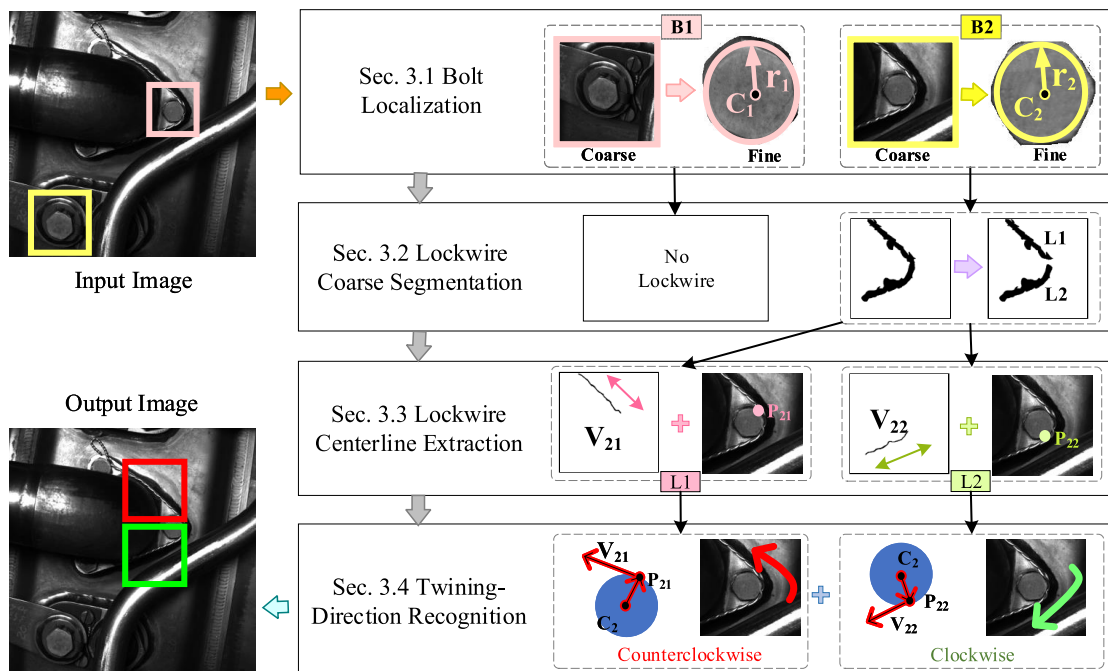 Input Image
Output Image
Sec. 3.1 Bolt
Localization
B1
r1
C1
Coarse
Fine
B2
r2
C2
Coarse
Fine
Sec. 3.2 Lockwire
Coarse Segmentation
No
Lockwire
L1
L2
Sec. 3.3 Lockwire
Centerline Extraction
V21
P21
L1
V22
P22
L2
Sec. 3.4 Twining-
Direction Recognition
V21
P21
C2
Counterclockwise
C2
P22
V22
Clockwise